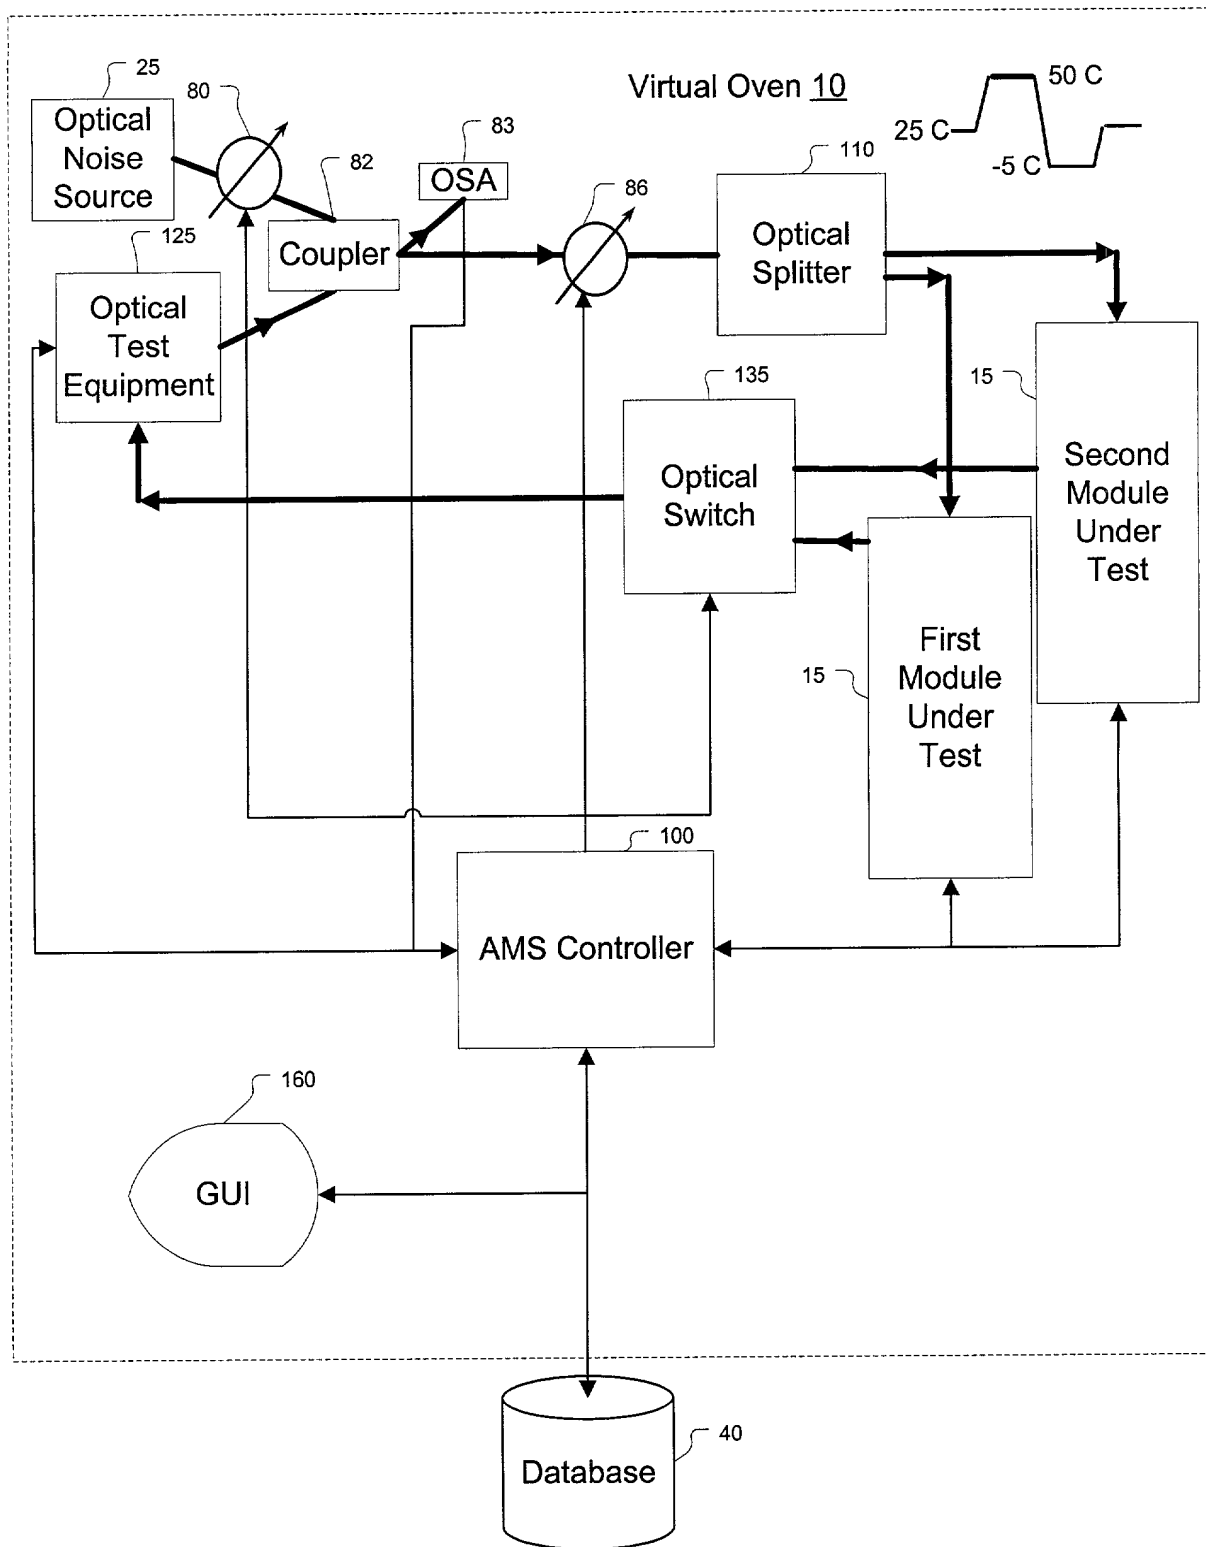 25
Optical
Noise
Source
80
82
83
OSA
Virtual Oven 10
50 C
25 C
-5 C
110
Optical
Splitter
86
Coupler
125
Optical
Test
Equipment
135
Optical
Switch
15
Second
Module
Under
Test
15
First
Module
Under
Test
100
AMS Controller
160
GUI
40
Database